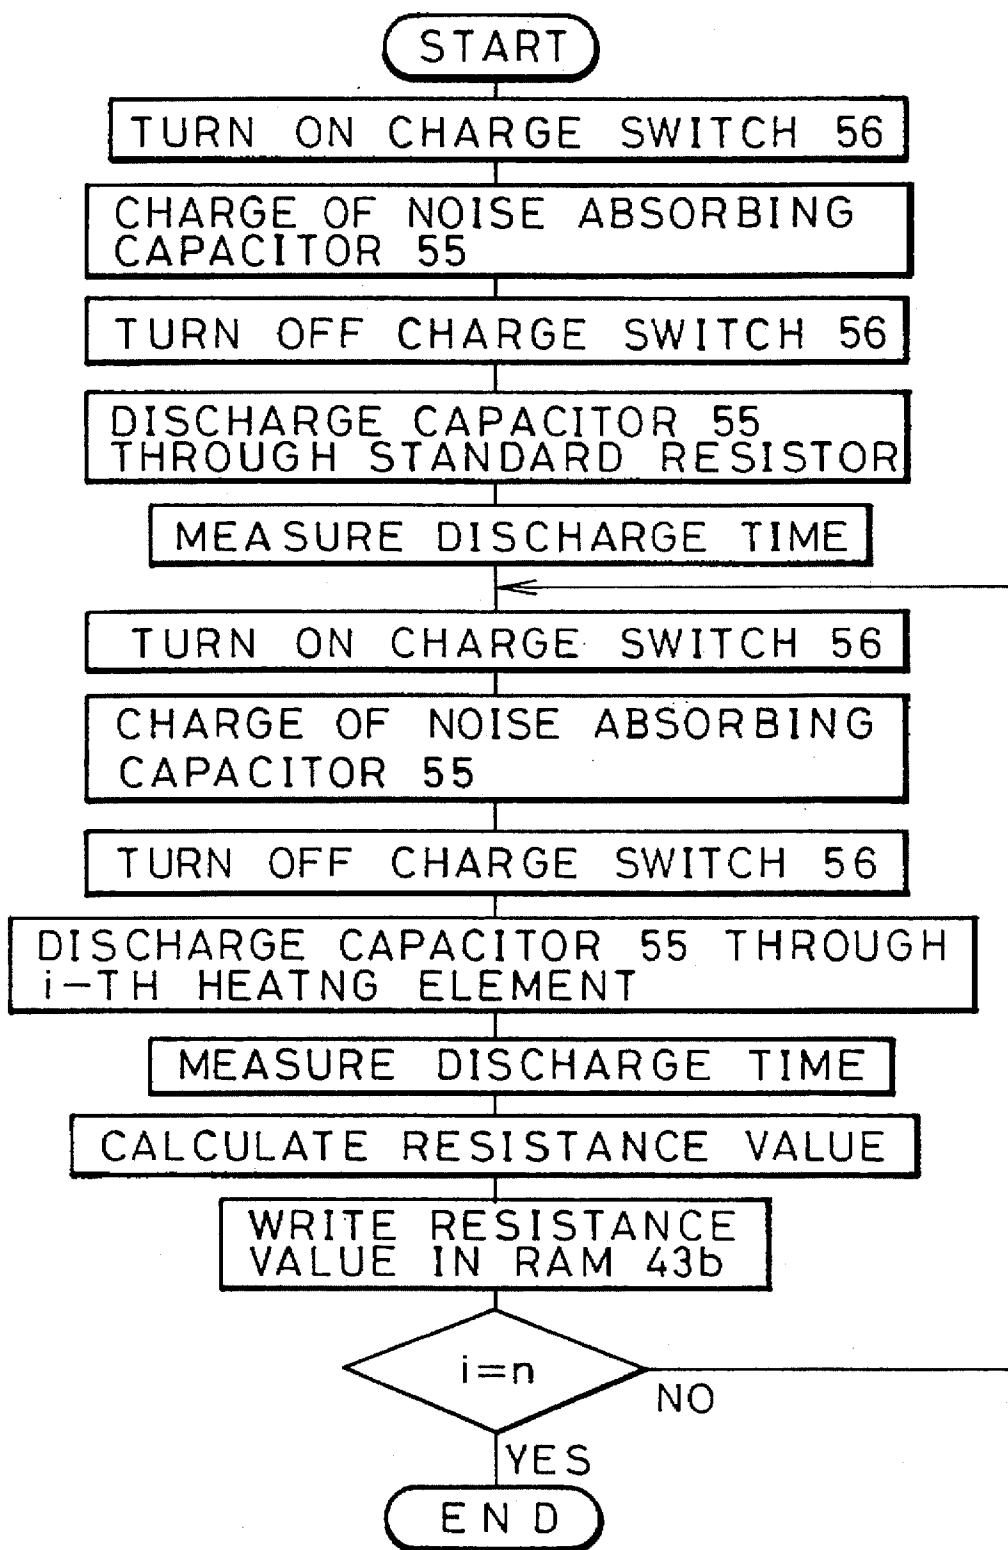 START
TURN ON CHARGE SWITCH 56
CHARGE OF NOISE ABSORBING
CAPACITOR 55
TURN OFF CHARGE SWITCH 56
DISCHARGE CAPACITOR 55
THROUGH STANDARD RESISTOR
MEASURE DISCHARGE TIME
TURN ON CHARGE SWITCH 56
CHARGE OF NOISE ABSORBING
CAPACITOR 55
TURN OFF CHARGE SWITCH 56
DISCHARGE CAPACITOR 55 THROUGH
i-TH HEATNG ELEMENT
MEASURE DISCHARGE TIME
CALCULATE RESISTANCE VALUE
WRITE RESISTANCE
VALUE IN RAM 43b
i=n
NO
YES
END